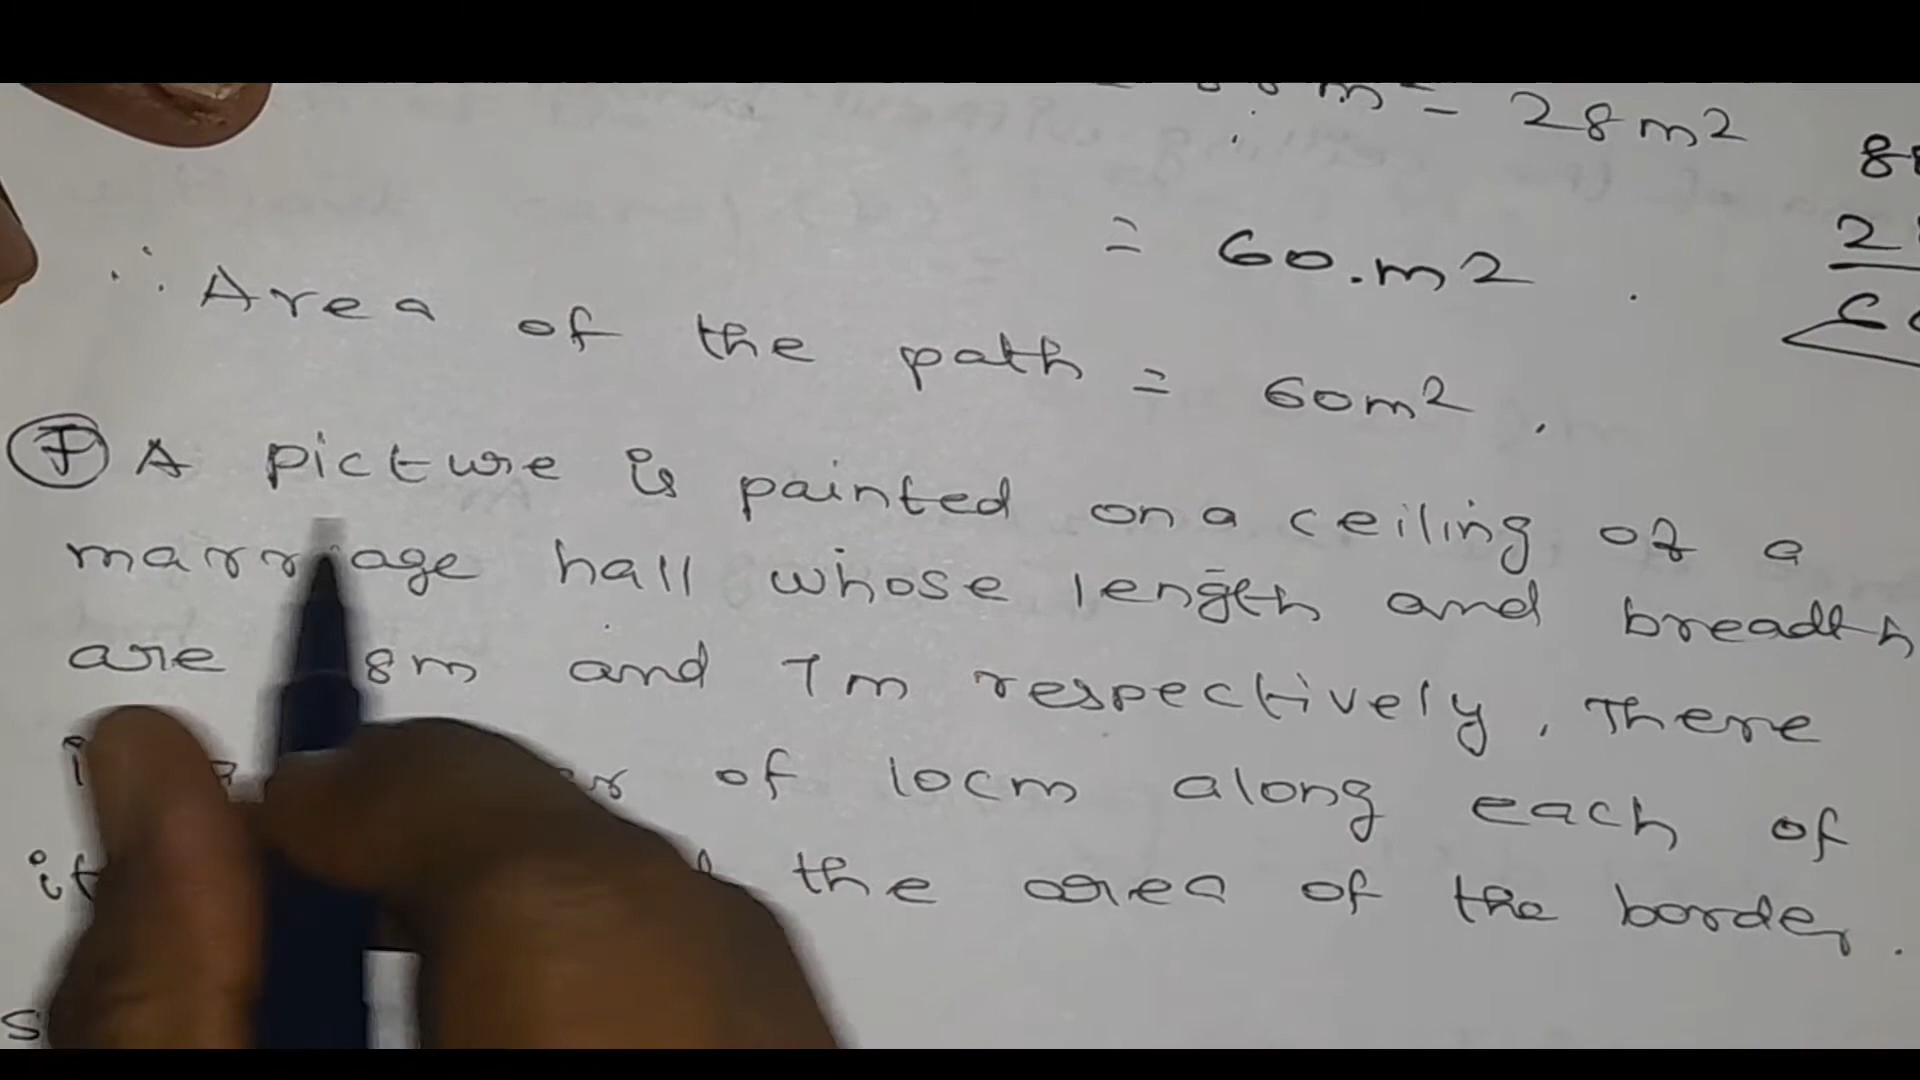 = 28m2
= 60.m2
∴ Area of the path = 60m2.
7 A picture is painted on a ceiling of a
marriage hall whose length and breadth
are 8m and 7m respectively. There
of 10cm along each of
the area of the border.